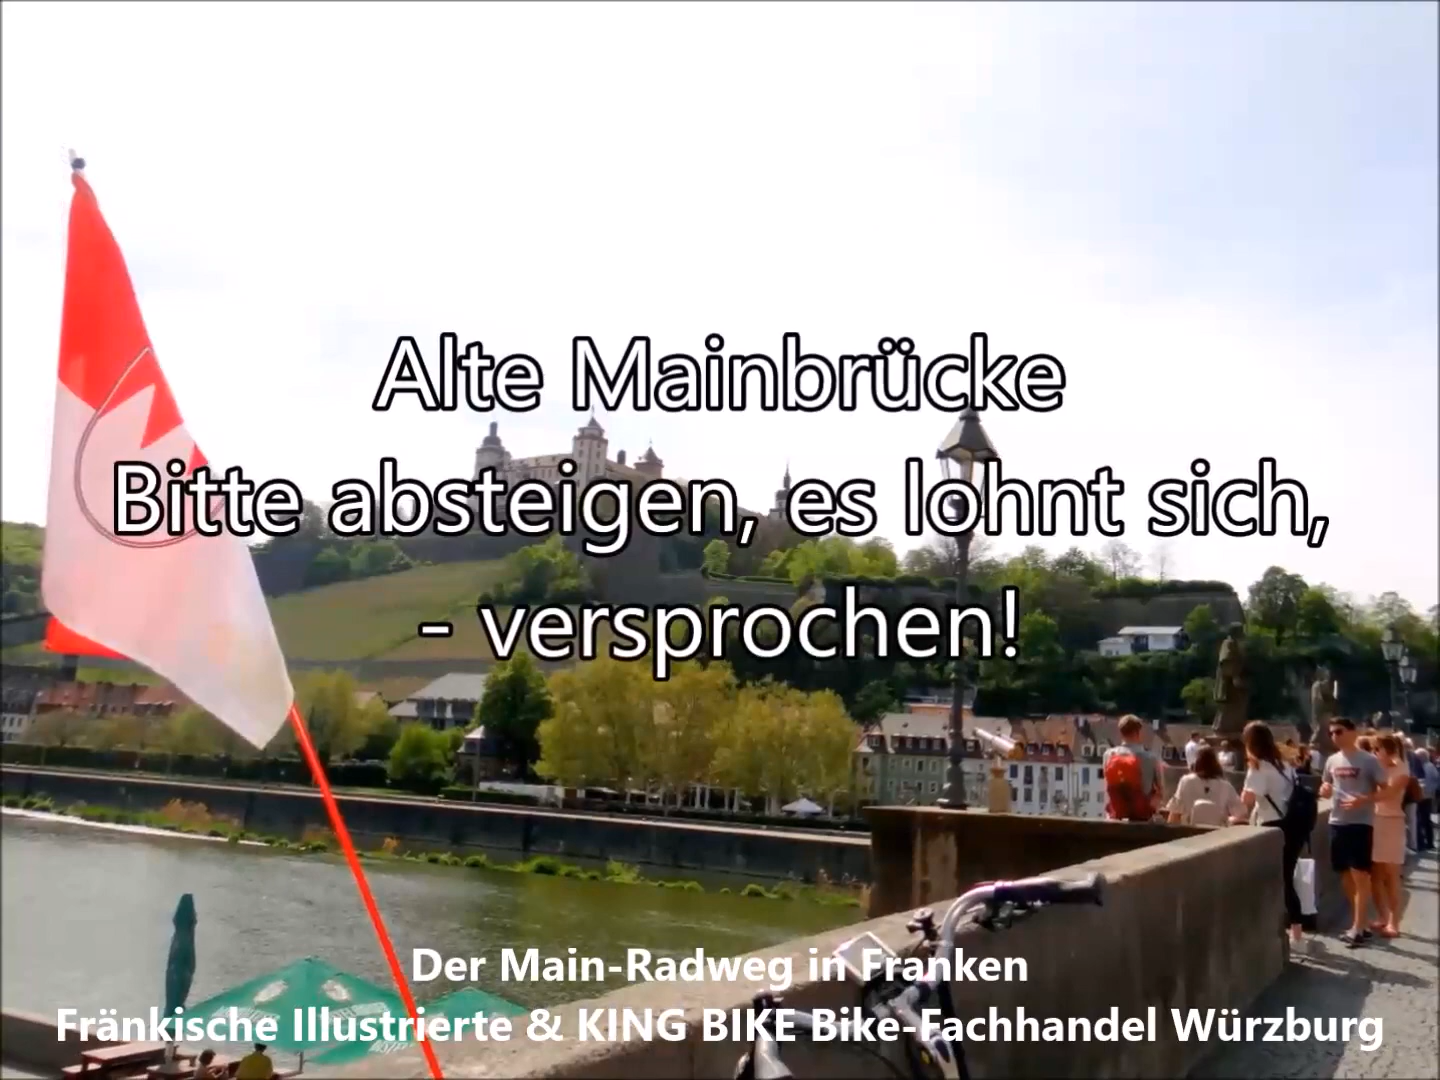 Alte Mainbrücke
Bitte absteigen, es lohnt sich,
- versprochen!
Der Main-Radweg in Franken
Fränkische Illustrierte & KING BIKE Bike-Fachhandel Würzburg